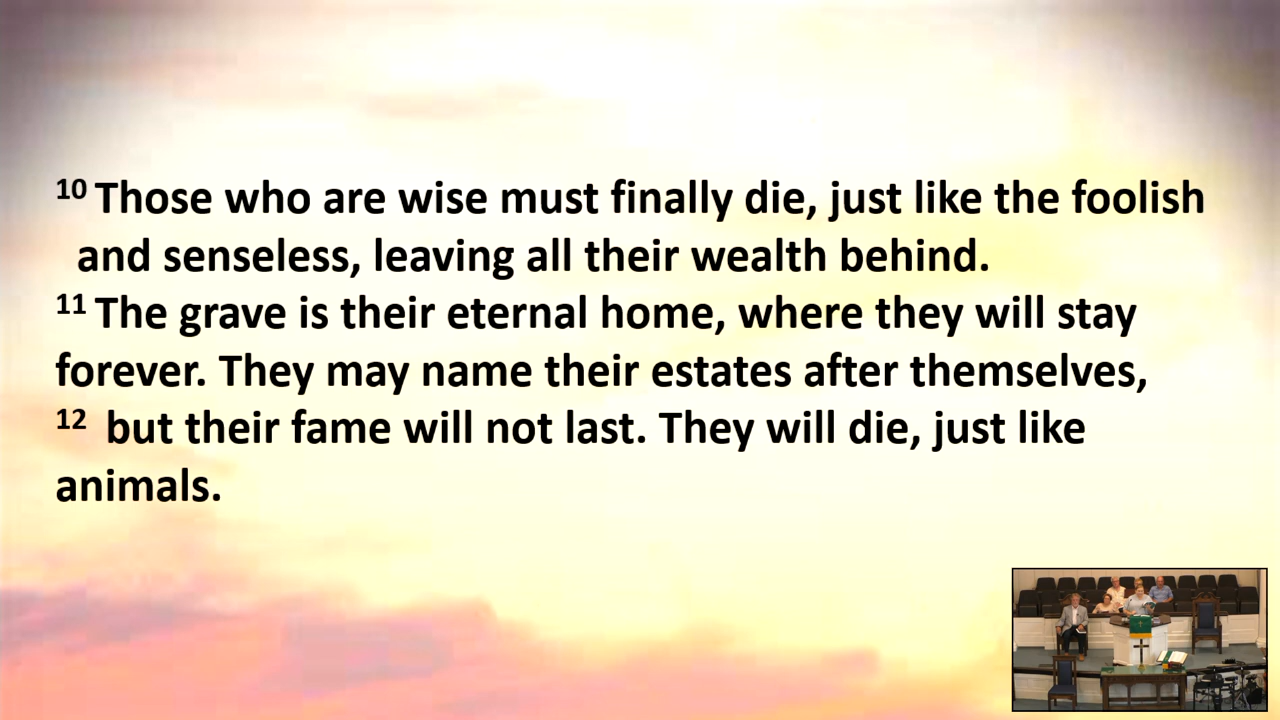 10 Those who are wise must finally die, just like the foolish
and senseless, leaving all their wealth behind.
11 The grave is their eternal home, where they will stay
forever. They may name their estates after themselves,
12 but their fame will not last. They will die, just like
animals.